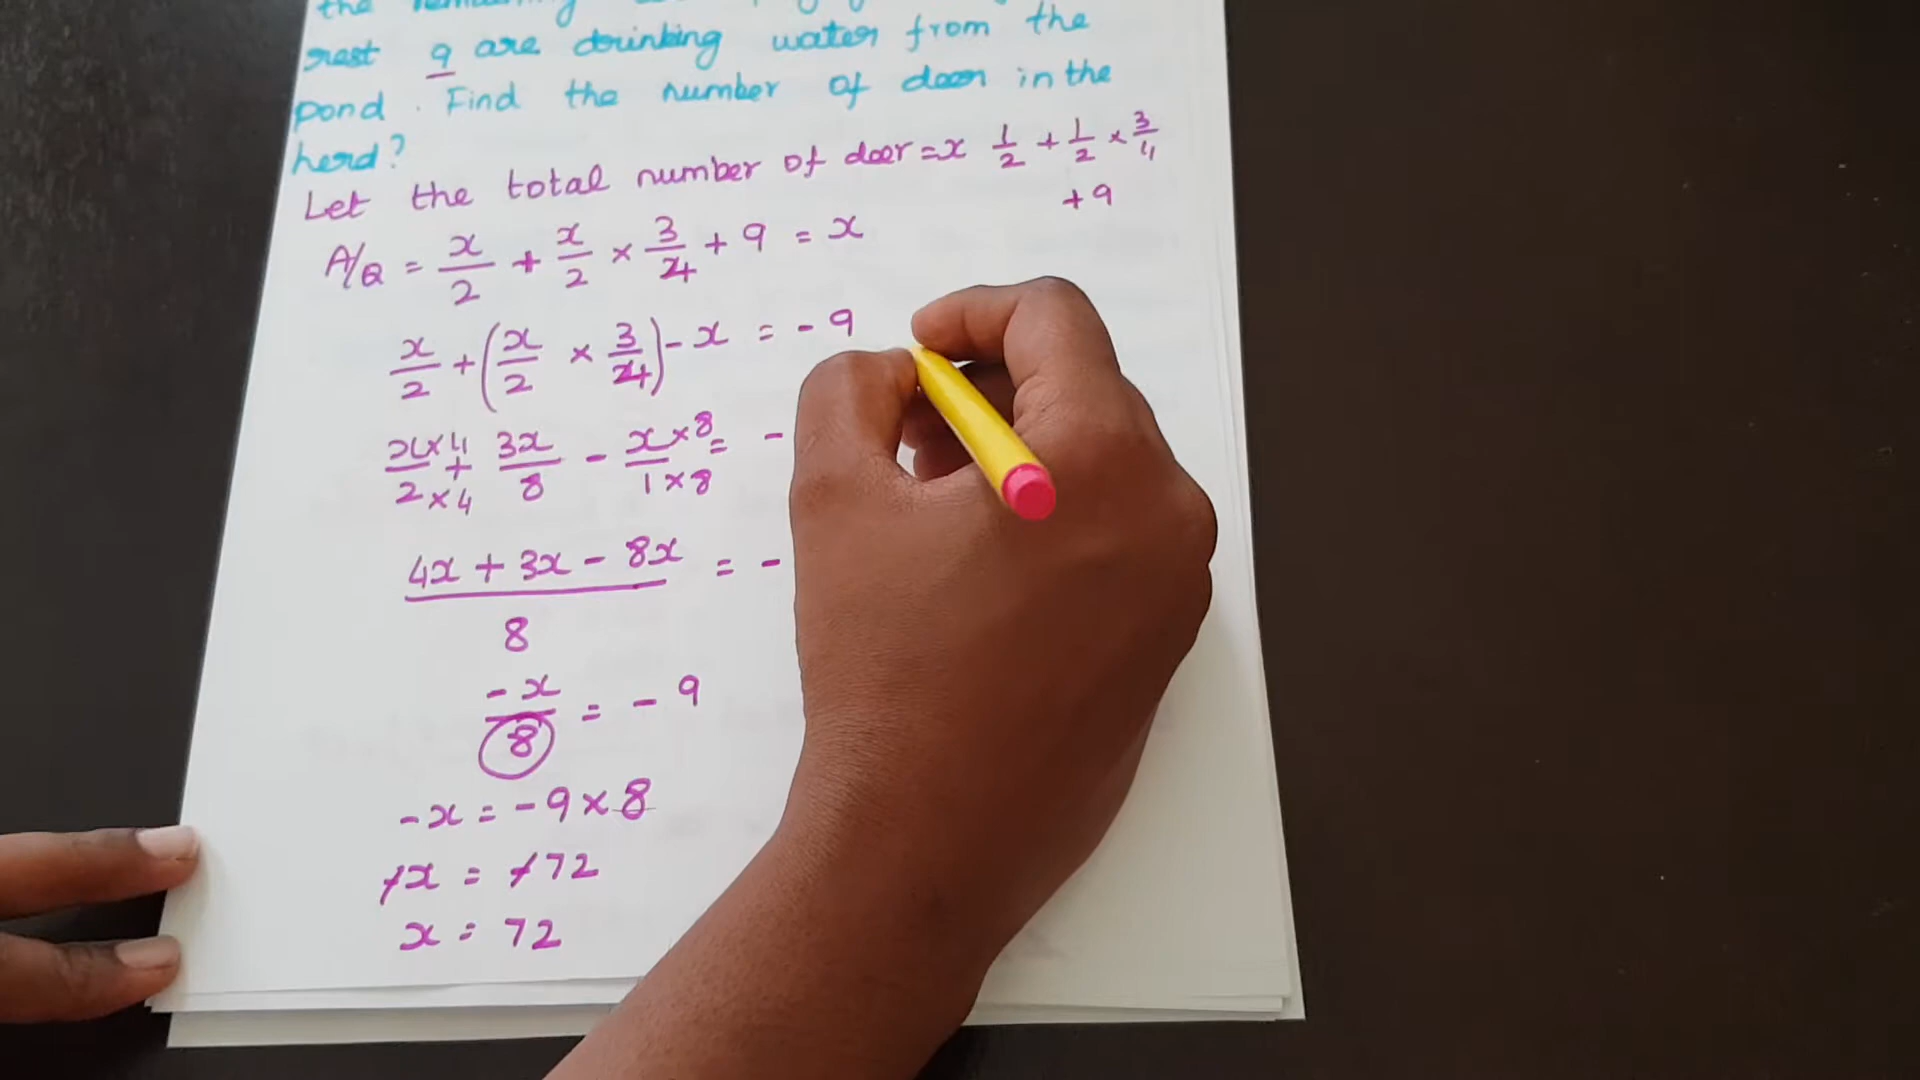 the
rest 9 are drinking water from the
pond. Find the number of deer in the
herd?
Let the total number of deer = x 1/2 + 1/2 × 3/4
+ 9
A/Q = x/2 + x/2 × 3/4 + 9 = x
x/2 + (x/2 × 3/4) - x = - 9
x×4/2×4 + 3x/8 - x×8/1×8 = -
4x + 3x - 8x/8 = -
-x/8 = - 9
-x = - 9 × 8
-x = -72
x = 72